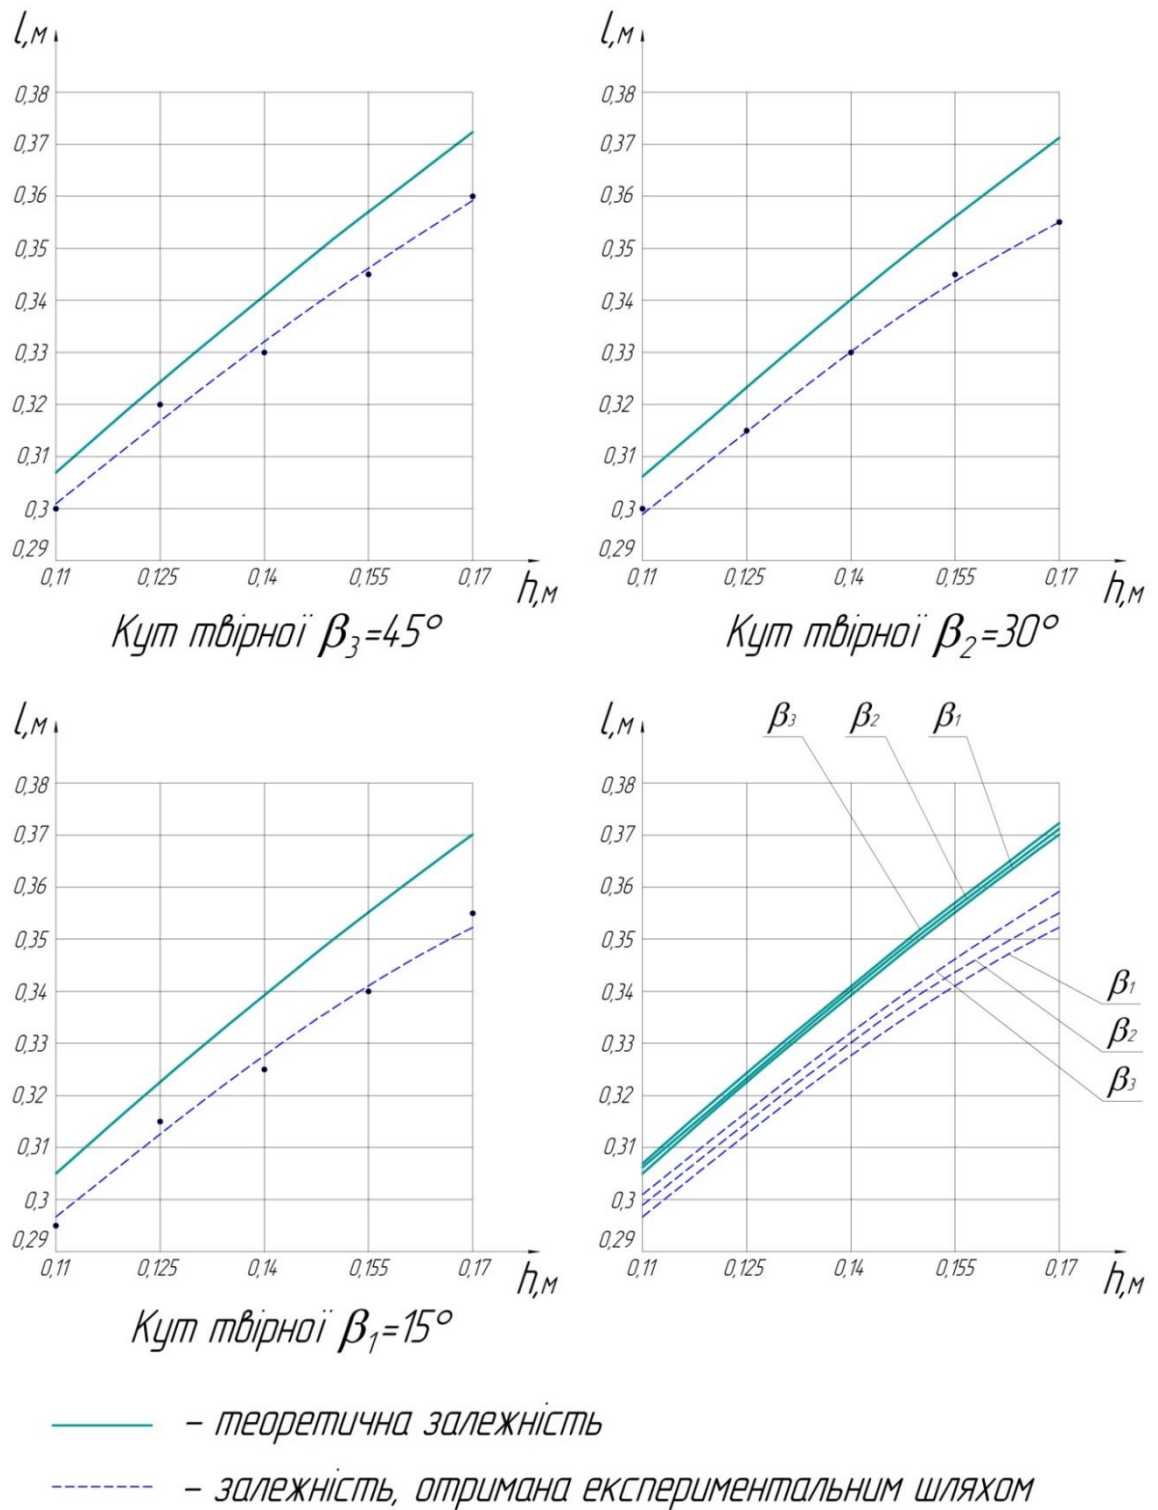 l,м
0,38
0,37
0,36
0,35
0,34
0,33
0,32
0,31
0,3
0,29
0,11 0,125 0,14 0,155 0,17
h,м
Кут твірної β3=45°
l,м
0,38
0,37
0,36
0,35
0,34
0,33
0,32
0,31
0,3
0,29
0,11 0,125 0,14 0,155 0,17
h,м
Кут твірної β2=30°
l,м
0,38
0,37
0,36
0,35
0,34
0,33
0,32
0,31
0,3
0,29
0,11 0,125 0,14 0,155 0,17
h,м
Кут твірної β1=15°
l,м
β3 β2 β1
0,38
0,37
0,36
0,35
0,34
0,33
0,32
0,31
0,3
0,29
β1
β2
β3
0,11 0,125 0,14 0,155 0,17
h,м
– теоретична залежність
– залежність, отримана експериментальним шляхом